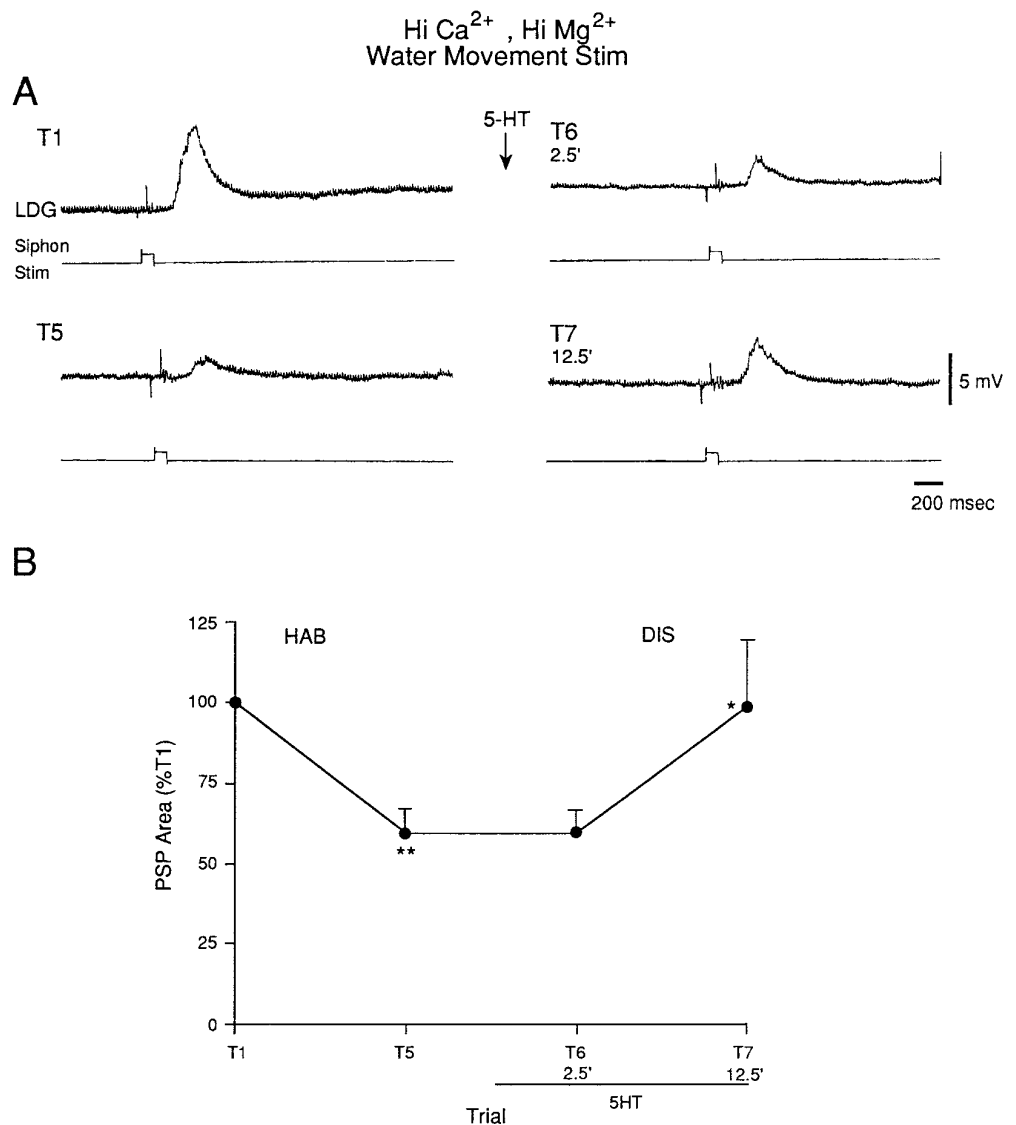 Hi Ca2+ , Hi Mg2+
Water Movement Stim
A
T1
5-HT
T6
2.5'
LDG
Siphon
Stim
T5
T7
12.5'
5 mV
200 msec
B
125
HAB
DIS
100
*
75
**
50
25
0
PSP Area (%T1)
T1
T5
T6
T7
2.5'
12.5'
5HT
Trial